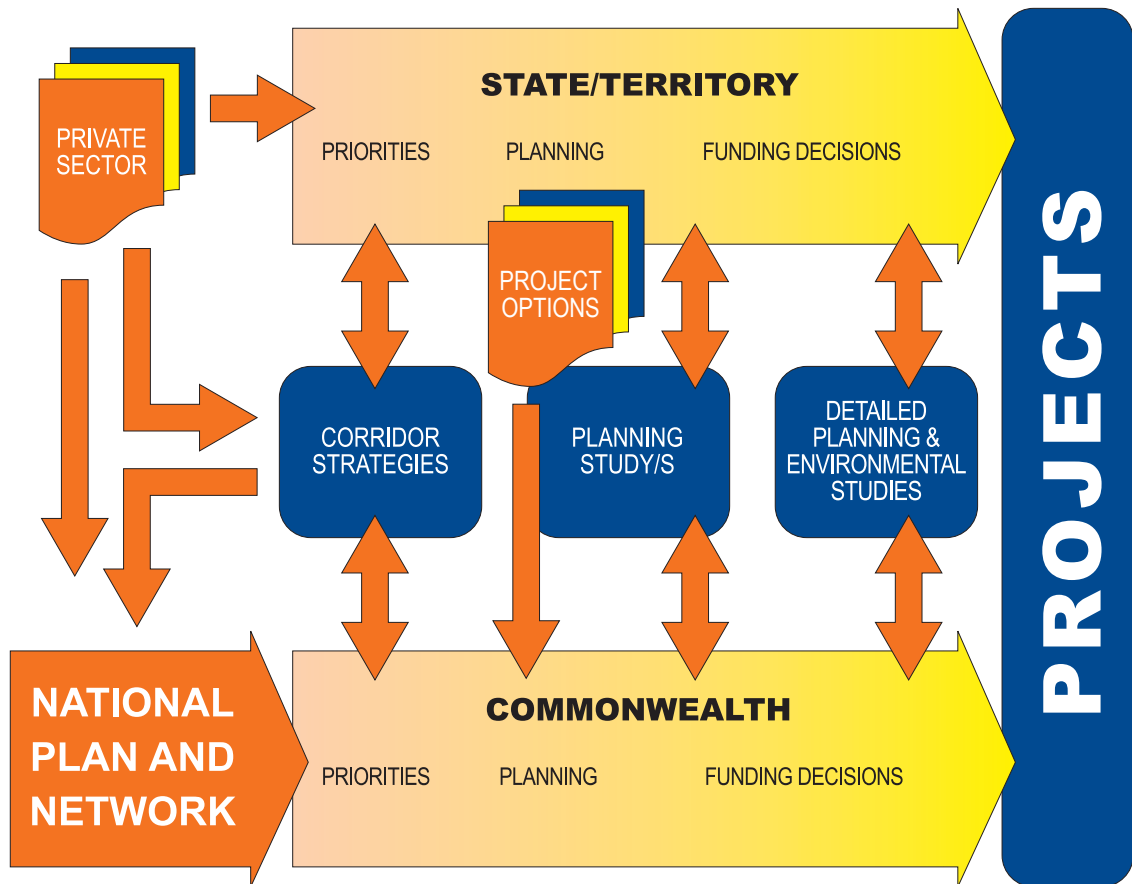 STATE/TERRITORY
PRIVATE
SECTOR
PRIORITIES PLANNING FUNDING DECISIONS
PROJECT
OPTIONS
CORRIDOR
STRATEGIES
PLANNING
STUDY/S
DETAILED
PLANNING &
ENVIRONMENTAL
STUDIES
NATIONAL
PLAN AND
NETWORK
COMMONWEALTH
PRIORITIES PLANNING FUNDING DECISIONS
PROJECTS